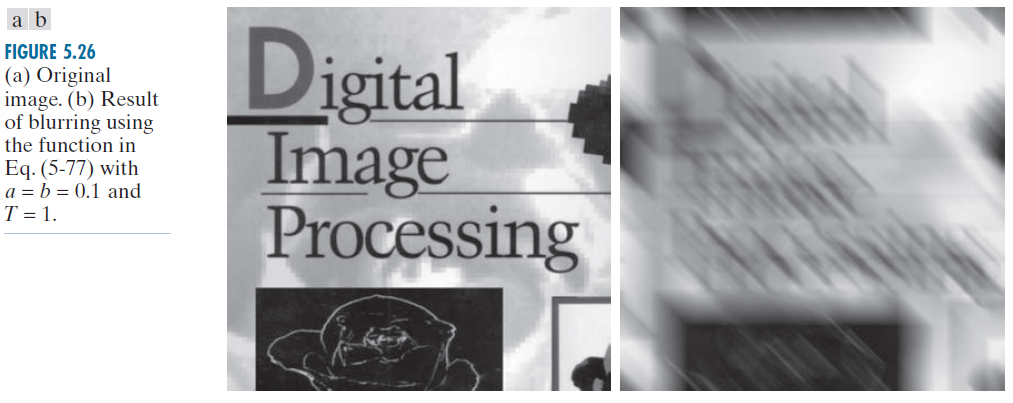 a b
FIGURE 5.26
(a) Original
image. (b) Result
of blurring using
the function in
Eq. (5-77) with
a = b = 0.1 and
T = 1.
Digital
Image
Processing